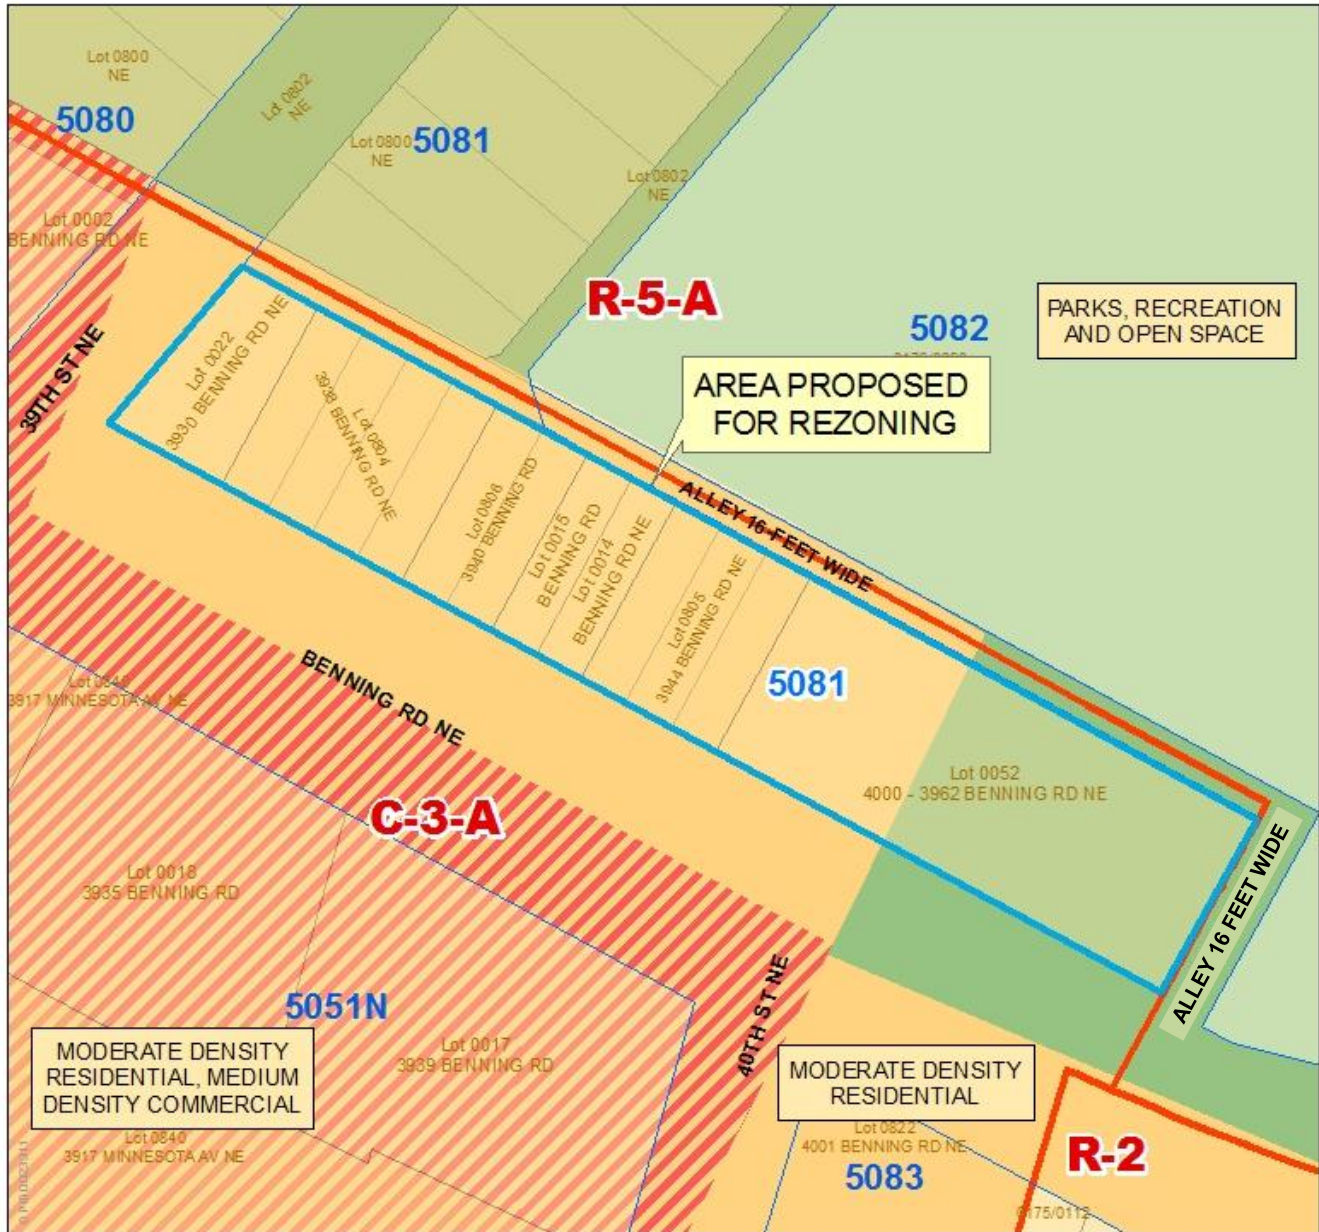 Lot 0800
NE
5080
Lot 0802
NE
Lot 0800
NE
5081
Lot 0802
NE
Lot 0002
BENNING RD NE
R-5-A
5082
PARKS, RECREATION
AND OPEN SPACE
39TH ST NE
Lot 0022
3930 BENNING RD NE
Lot 0804
3938 BENNING RD NE
AREA PROPOSED
FOR REZONING
ALLEY 16 FEET WIDE
Lot 0806
3940 BENNING RD
Lot 0015
BENNING RD
Lot 0014
BENNING RD NE
Lot 0805
3944 BENNING RD NE
5081
BENNING RD NE
3917 MINNESOTA AV NE
Lot 0052
4000 - 3962 BENNING RD NE
C-3-A
ALLEY 16 FEET WIDE
Lot 0018
3935 BENNING RD
40TH ST NE
5051N
Lot 0017
3939 BENNING RD
MODERATE DENSITY
RESIDENTIAL, MEDIUM
DENSITY COMMERCIAL
MODERATE DENSITY
RESIDENTIAL
Lot 0840
3917 MINNESOTA AV NE
Lot 0822
4001 BENNING RD NE
5083
R-2
0175/0112